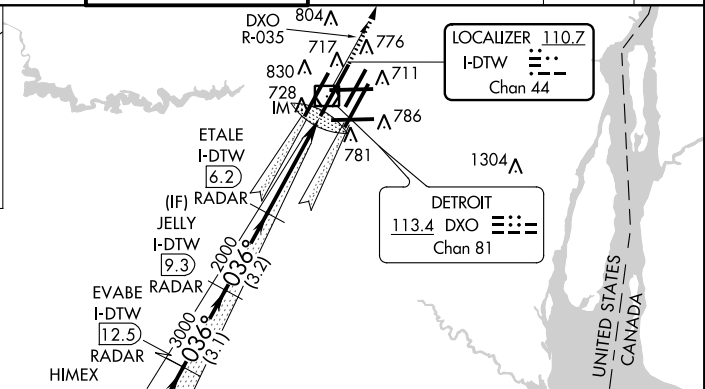 804
DXO
R-035
776
717
830
711
728
IM
786
781
1304
LOCALIZER 110.7
I-DTW
Chan 44
DETROIT
113.4 DXO
Chan 81
ETALE
I-DTW
6.2
RADAR
(IF)
JELLY
I-DTW
9.3
RADAR
2000
036°
(3.2)
EVABE
I-DTW
12.5
RADAR
3000
036°
(3.1)
HIMEX
UNITED STATES
CANADA